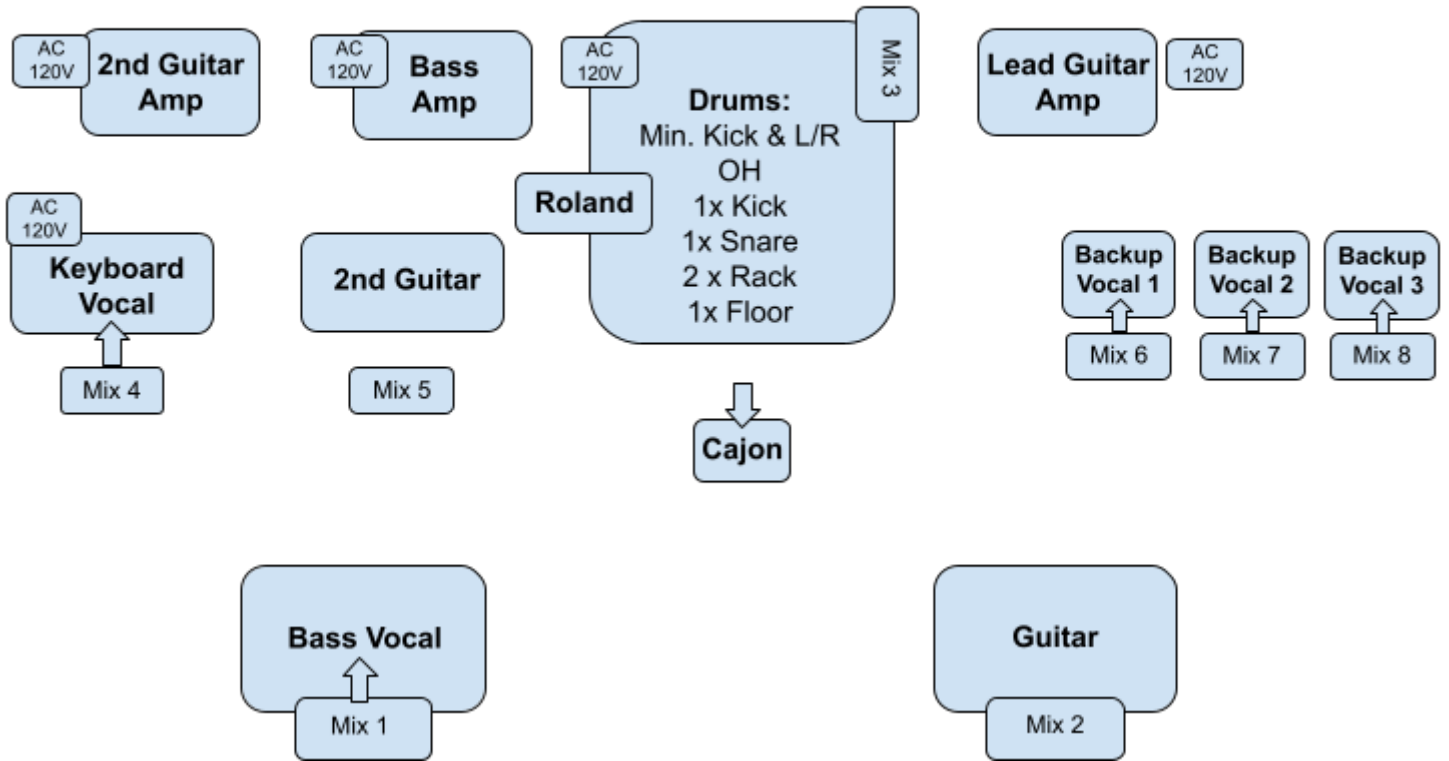 AC
120V
2nd Guitar
Amp
AC
120V
Bass
Amp
AC
120V
Mix 3
Drums:
Min. Kick & L/R
OH
1x Kick
1x Snare
2 x Rack
1x Floor
Roland
Lead Guitar
Amp
AC
120V
AC
120V
Keyboard
Vocal
Mix 4
2nd Guitar
Mix 5
Backup
Vocal 1
Mix 6
Backup
Vocal 2
Mix 7
Backup
Vocal 3
Mix 8
Cajon
Bass Vocal
Mix 1
Guitar
Mix 2